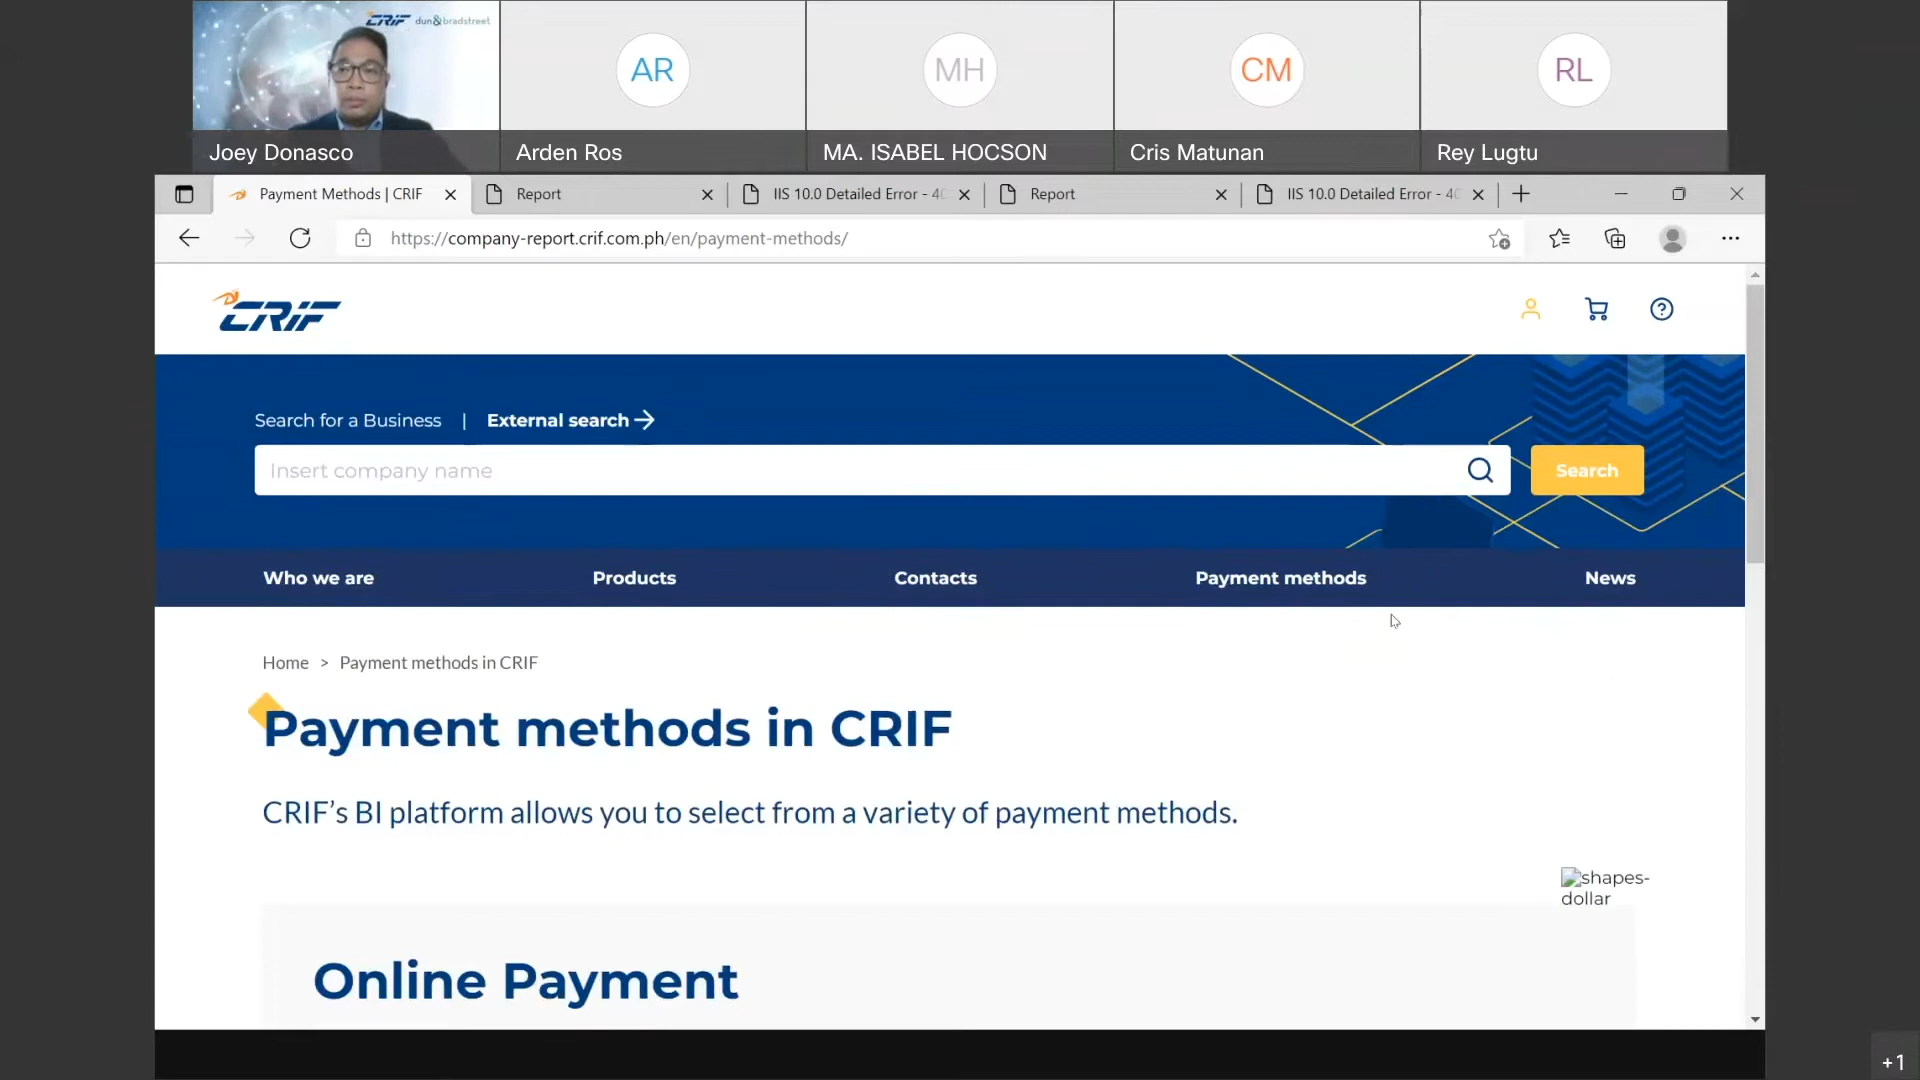 CRIF dun&bradstreet
AR
MH
CM
RL
Joey Donasco
Arden Ros
MA. ISABEL HOCSON
Cris Matunan
Rey Lugtu
Payment Methods | CRIF
Report
IIS 10.0 Detailed Error - 40
Report
IIS 10.0 Detailed Error - 40
https://company-report.crif.com.ph/en/payment-methods/
CRIF
Search for a Business | External search
Insert company name
Search
Who we are
Products
Contacts
Payment methods
News
Home > Payment methods in CRIF
Payment methods in CRIF
CRIF’s BI platform allows you to select from a variety of payment methods.
shapes-
dollar
Online Payment
+1